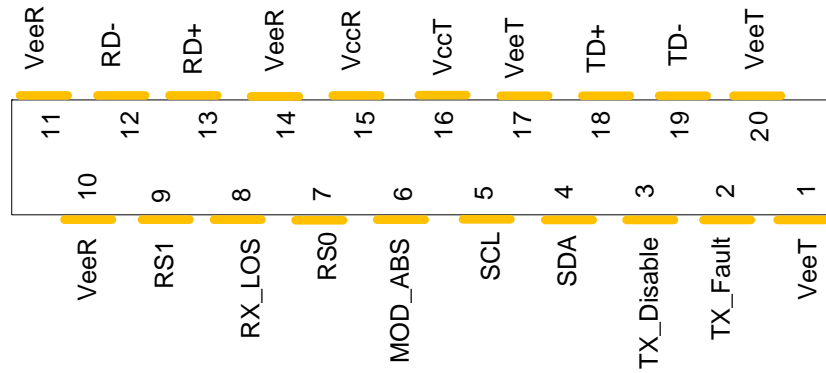 VeeR
RD-
RD+
VeeR
VccR
VccT
VeeT
TD+
TD-
VeeT
11
12
13
14
15
16
17
18
19
20
10
9
8
7
6
5
4
3
2
1
VeeR
RS1
RX_LOS
RS0
MOD_ABS
SCL
SDA
TX_Disable
TX_Fault
VeeT